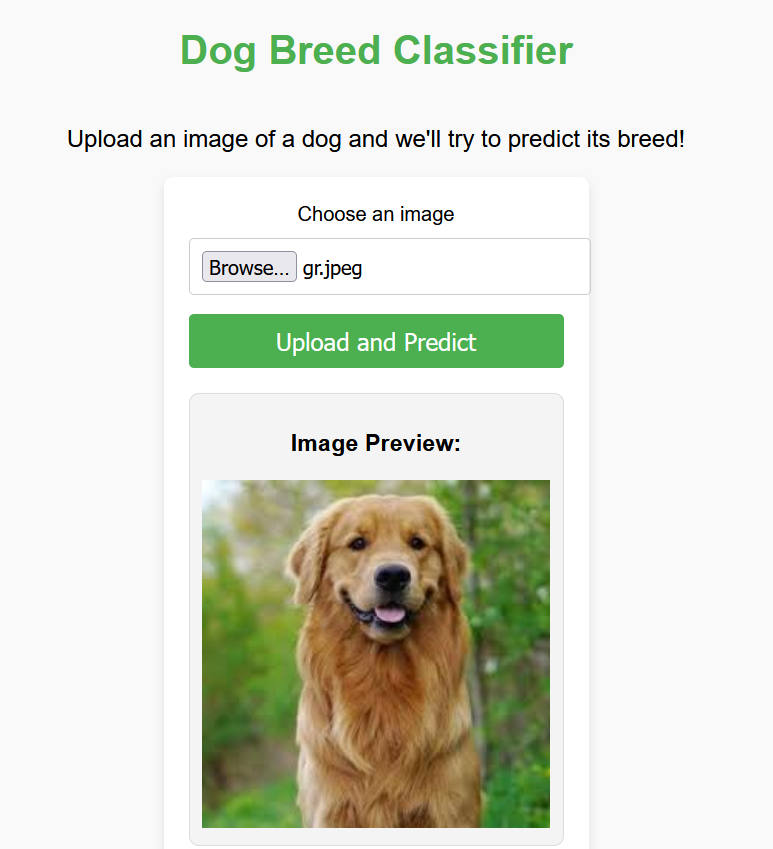 Dog Breed Classifier
Upload an image of a dog and we'll try to predict its breed!
Choose an image
Browse... gr.jpeg
Upload and Predict
Image Preview: